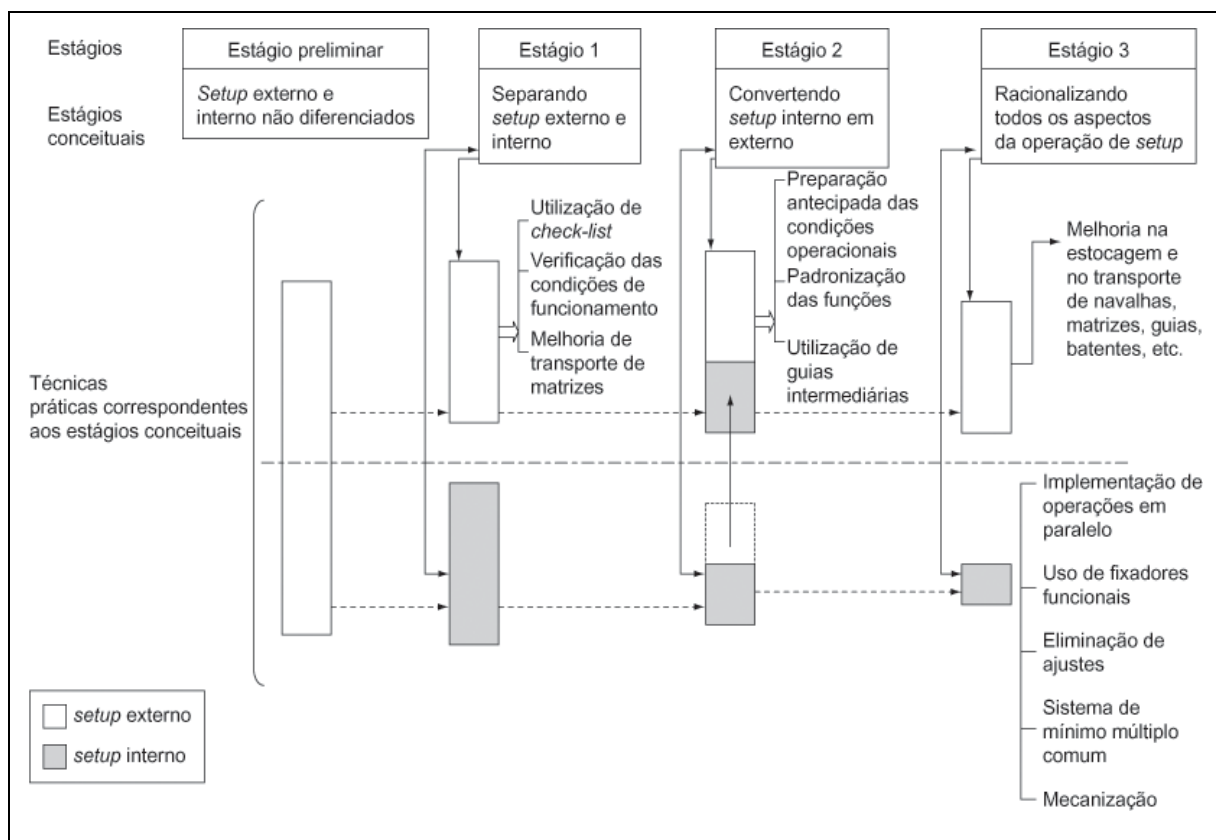 Estágios
Estágio preliminar
Estágio 1
Estágio 2
Estágio 3
Estágios
conceituais
Setup externo e
interno não diferenciados
Separando
setup externo e
interno
Convertendo
setup interno em
externo
Racionalizando
todos os aspectos
da operação de setup
Técnicas
práticas correspondentes
aos estágios conceituais
Utilização de
check-list
Verificação das
condições de
funcionamento
Melhoria de
transporte de
matrizes
Preparação
antecipada das
condições
operacionais
Padronização
das funções
Utilização de
guias
intermediárias
Melhoria na
estocagem e
no transporte
de navalhas,
matrizes, guias,
batentes, etc.
Implementação de
operações em
paralelo
Uso de fixadores
funcionais
Eliminação de
ajustes
Sistema de
mínimo múltiplo
comum
Mecanização
setup externo
setup interno